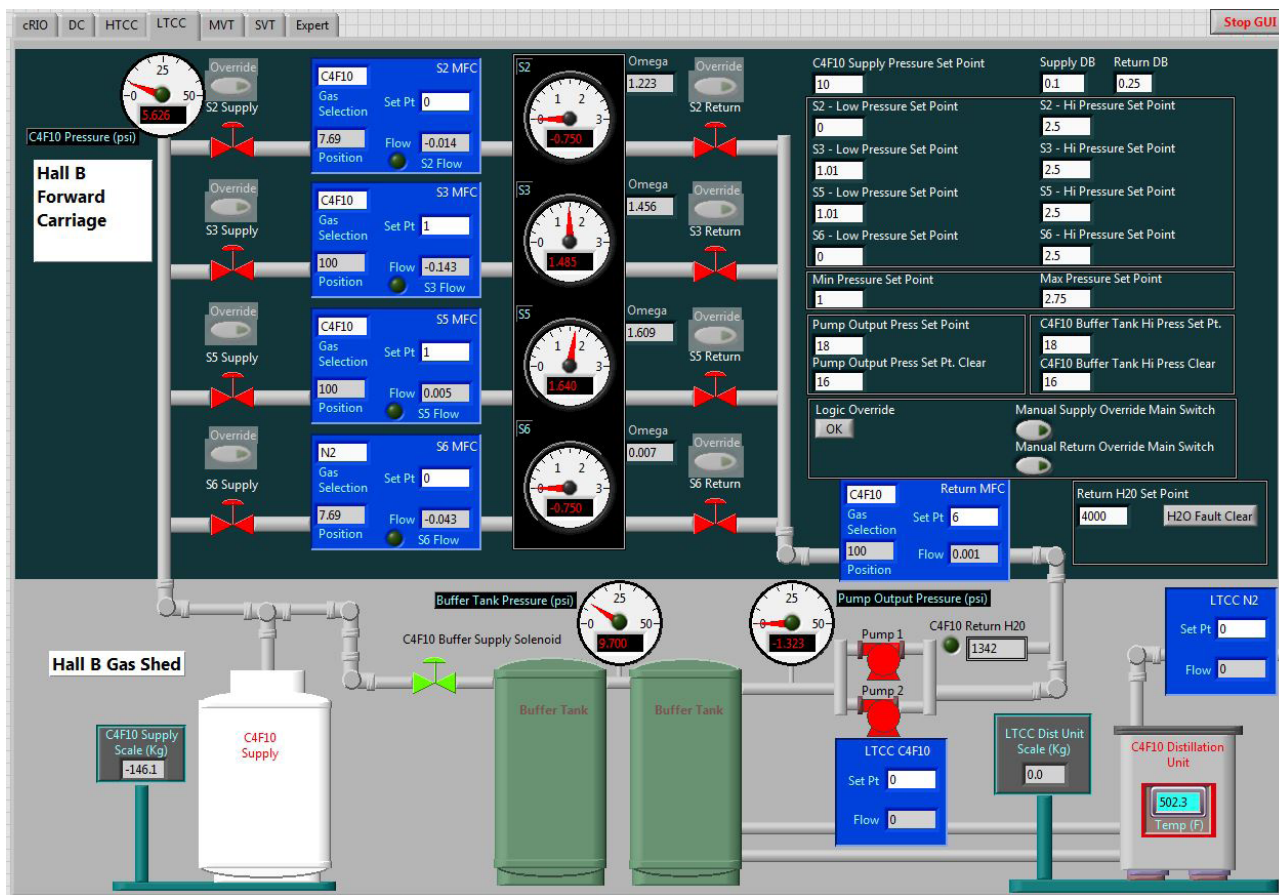 cRIO DC HTCC LTCC MVT SVT Expert
Stop GUI
25
0 50
5.626
C4F10 Pressure (psi)
Hall B
Forward
Carriage
Override
S2 Supply
C4F10 S2 MFC
Gas
Selection
Set Pt 0
7.69 Flow -0.014
Position S2 Flow
S2
1 2
0 3
-0.750
Omega
1.223
Override
S2 Return
Override
S3 Supply
C4F10 S3 MFC
Gas
Selection
Set Pt 1
100 Flow -0.143
Position S3 Flow
S3
1 2
0 3
1.485
Omega
1.456
Override
S3 Return
Override
S5 Supply
C4F10 S5 MFC
Gas
Selection
Set Pt 1
100 Flow 0.005
Position S5 Flow
S5
1 2
0 3
1.640
Omega
1.609
Override
S5 Return
Override
S6 Supply
N2 S6 MFC
Gas
Selection
Set Pt 0
7.69 Flow -0.043
Position S6 Flow
S6
1 2
0 3
-0.750
Omega
0.007
Override
S6 Return
C4F10 Supply Pressure Set Point Supply DB Return DB
10 0.1 0.25
S2 - Low Pressure Set Point S2 - Hi Pressure Set Point
0 2.5
S3 - Low Pressure Set Point S3 - Hi Pressure Set Point
1.01 2.5
S5 - Low Pressure Set Point S5 - Hi Pressure Set Point
1.01 2.5
S6 - Low Pressure Set Point S6 - Hi Pressure Set Point
0 2.5
Min Pressure Set Point Max Pressure Set Point
1 2.75
Pump Output Press Set Point C4F10 Buffer Tank Hi Press Set Pt.
18 18
Pump Output Press Set Pt. Clear C4F10 Buffer Tank Hi Press Clear
16 16
Logic Override Manual Supply Override Main Switch
OK
Manual Return Override Main Switch
C4F10 Return MFC
Gas
Selection
Set Pt 6
100 Flow 0.001
Position
Return H20 Set Point
4000 H2O Fault Clear
Hall B Gas Shed
C4F10 Supply
Scale (Kg)
-146.1
C4F10
Supply
C4F10 Buffer Supply Solenoid
Buffer Tank Pressure (psi)
25
0 50
9.700
Buffer Tank Buffer Tank
25
0 50
-1.323
Pump Output Pressure (psi)
Pump 1
Pump 2
C4F10 Return H20
1342
LTCC C4F10
Set Pt 0
Flow 0
LTCC Dist Unit
Scale (Kg)
0.0
LTCC N2
Set Pt 0
Flow 0
C4F10 Distillation
Unit
502.3
Temp (F)